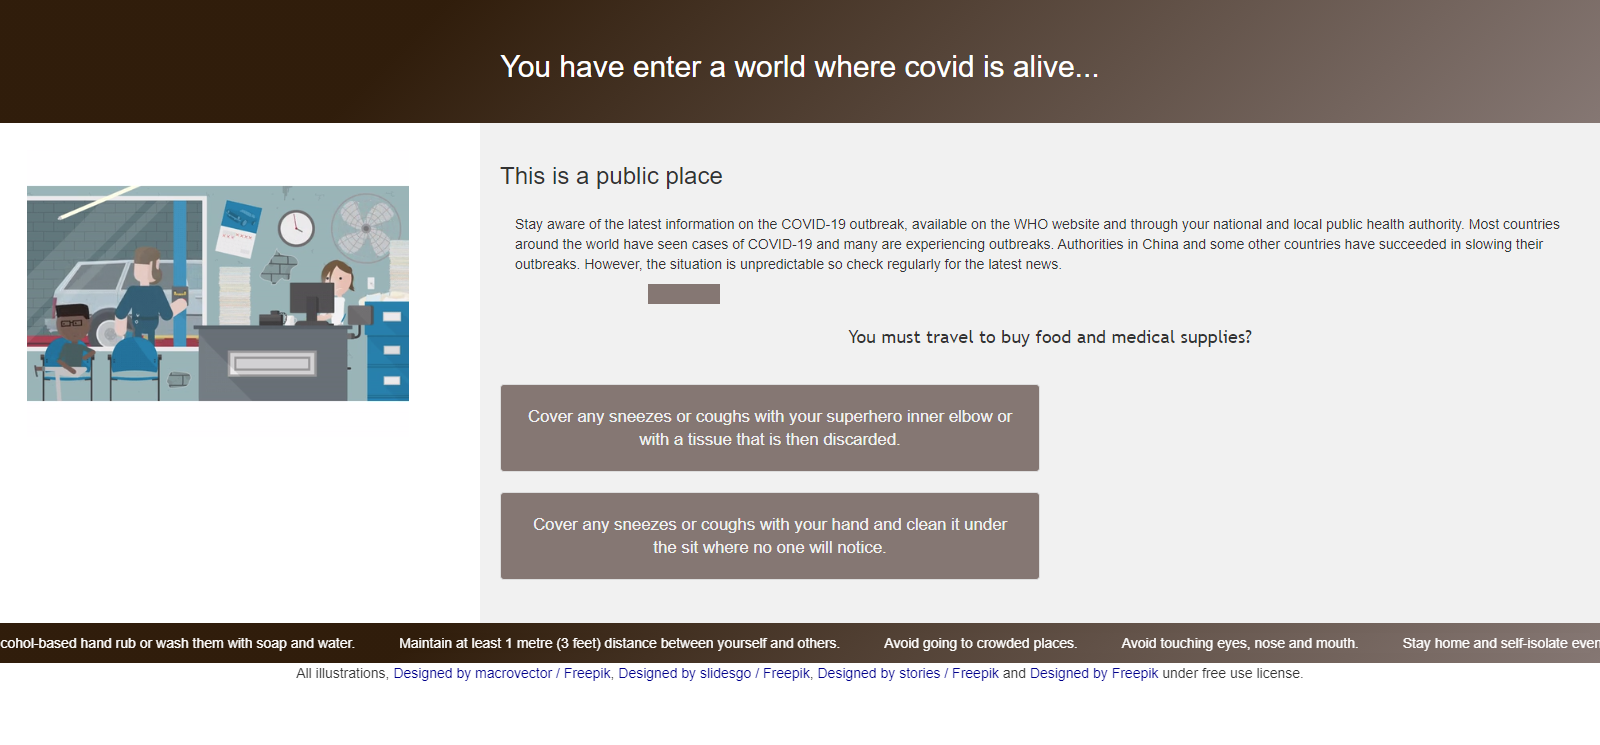 You have enter a world where covid is alive...
This is a public place
Stay aware of the latest information on the COVID-19 outbreak, available on the WHO website and through your national and local public health authority. Most countries
around the world have seen cases of COVID-19 and many are experiencing outbreaks. Authorities in China and some other countries have succeeded in slowing their
outbreaks. However, the situation is unpredictable so check regularly for the latest news.
You must travel to buy food and medical supplies?
Cover any sneezes or coughs with your superhero inner elbow or
with a tissue that is then discarded.
Cover any sneezes or coughs with your hand and clean it under
the sit where no one will notice.
cohol-based hand rub or wash them with soap and water. Maintain at least 1 metre (3 feet) distance between yourself and others. Avoid going to crowded places. Avoid touching eyes, nose and mouth. Stay home and self-isolate even
All illustrations, Designed by macrovector / Freepik, Designed by slidesgo / Freepik, Designed by stories / Freepik and Designed by Freepik under free use license.